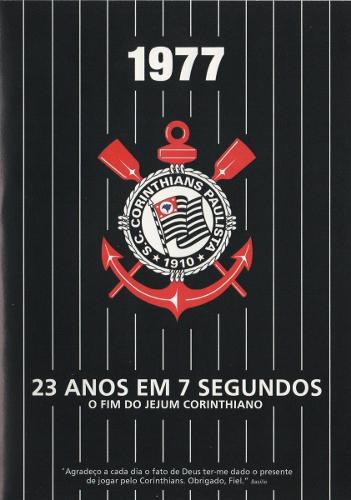 1977
S.C. CORINTHIANS PAULISTA
1910
23 ANOS EM 7 SEGUNDOS
O FIM DO JEJUM CORINTHIANO
"Agradeço a cada dia o fato de Deus ter-me dado o presente
de jogar pelo Corinthians. Obrigado, Fiel." Basílio